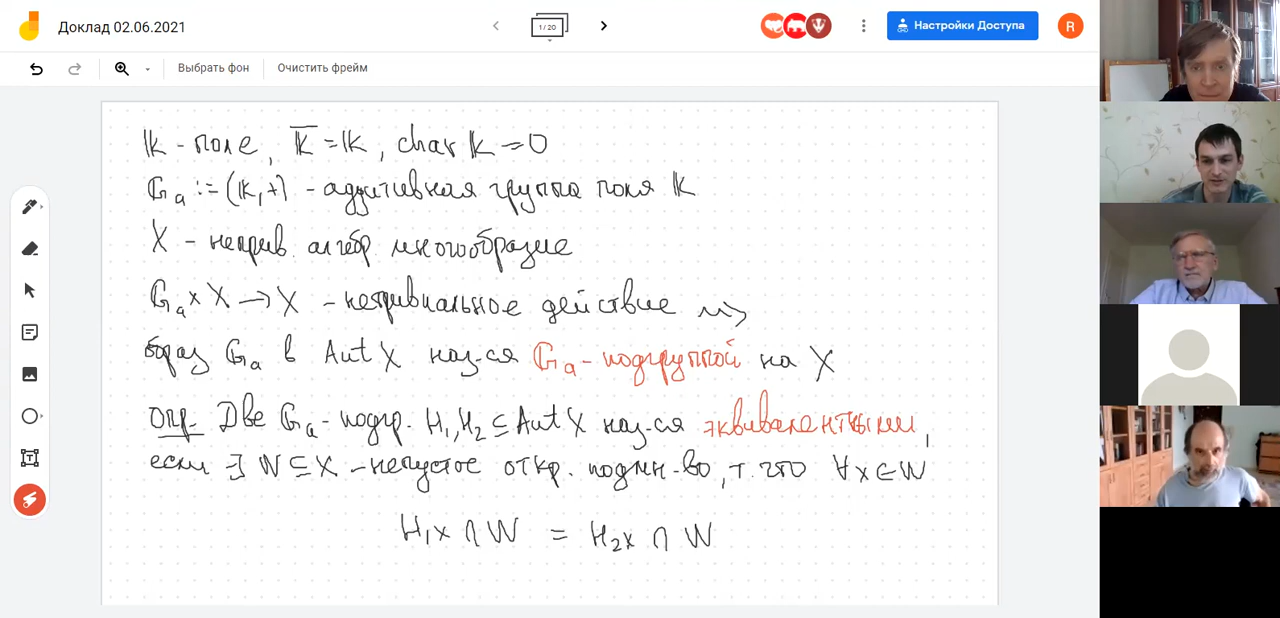 Доклад 02.06.2021
1/20
Настройки Доступа
R
Выбрать фон
Очистить фрейм
𝕜 - поле, 𝕜̅ = 𝕜, char 𝕜 = 0
𝔾ₐ := (𝕜, +) - аддитивная группа поля 𝕜
X - неприв. алгебр многообразие
𝔾ₐ × X → X - нетривиальное действие ⇝
образ 𝔾ₐ в Aut X наз-ся 𝔾ₐ - подгруппой на X
Опр. Две 𝔾ₐ - подгр. H₁, H₂ ⊆ Aut X наз-ся эквивалентными,
если ∃ W ⊆ X - непустое откр. подмн-во, т. что ∀ x ∈ W
H₁x ∩ W = H₂x ∩ W